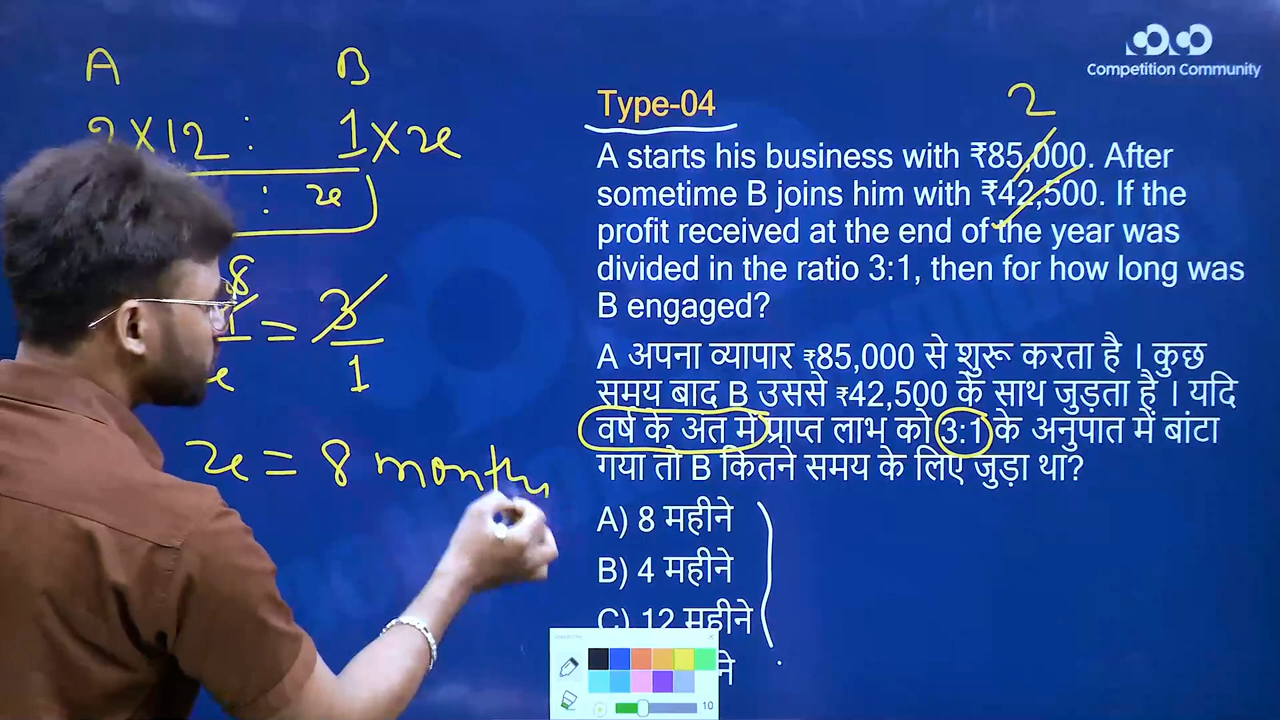 Competition Community
A B
2 X 12 : 1 X x
: x
8
= 3
x 1
x = 8 months
2
Type-04
A starts his business with ₹85,000. After
sometime B joins him with ₹42,500. If the
profit received at the end of the year was
divided in the ratio 3:1, then for how long was
B engaged?
A अपना व्यापार ₹85,000 से शुरू करता है । कुछ
समय बाद B उससे ₹42,500 के साथ जुड़ता है । यदि
वर्ष के अंत में प्राप्त लाभ को 3:1 के अनुपात में बांटा
गया तो B कितने समय के लिए जुड़ा था?
A) 8 महीने
B) 4 महीने
C) 12 महीने
10